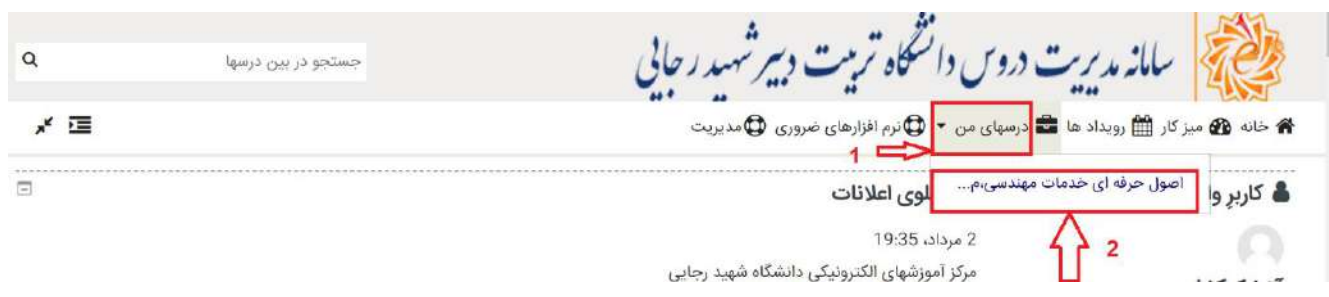 سامانه مدیریت دروس دانشگاه تربیت دبیر شهید رجایی
جستجو در بین درسها
خانه میز کار رویداد ها درسهای من نرم افزارهای ضروری مدیریت
1
اصول حرفه ای خدمات مهندسی،م...
کاربرِ
اعلانات
2
2 مرداد، 19:35
مرکز آموزشهای الکترونیکی دانشگاه شهید رجایی